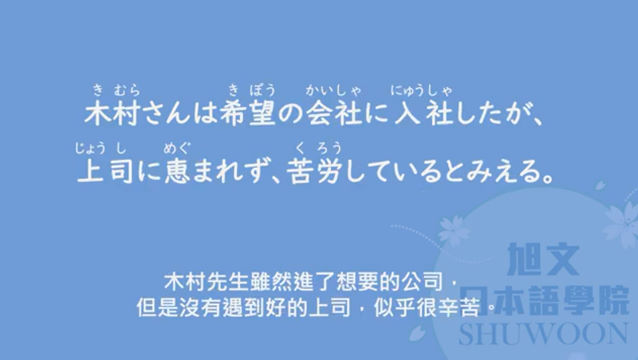 き むら き ぼう かいしゃ にゅうしゃ
木村さんは希望の会社に入社したが、
じょう し めぐ く ろう
上司に恵まれず、苦労しているとみえる。
木村先生雖然進了想要的公司，
但是沒有遇到好的上司，似乎很辛苦。
旭文
日本語學院
SHUWOON